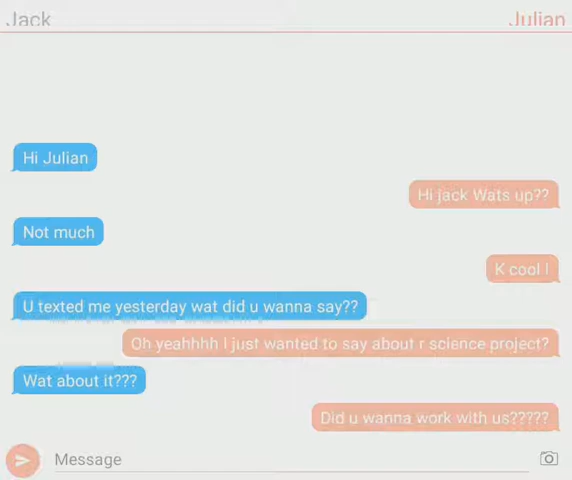 Jack
Julian
Hi Julian
Hi jack Wats up??
Not much
K cool !
U texted me yesterday wat did u wanna say??
Oh yeahhhh I just wanted to say about r science project?
Wat about it???
Did u wanna work with us?????
Message